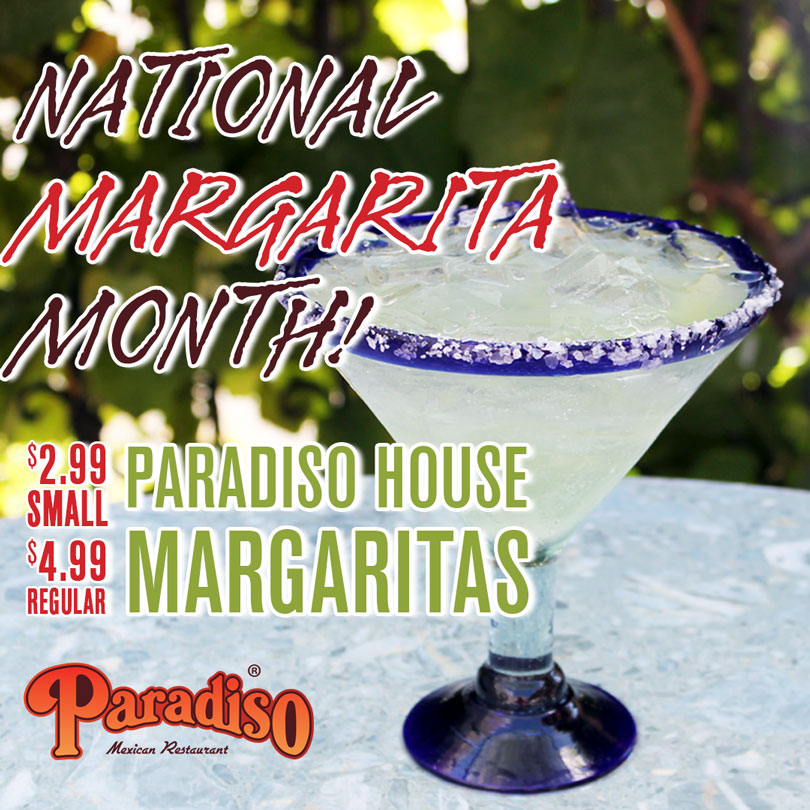 NATIONAL
MARGARITA
MONTH!
$2.99
SMALL
$4.99
REGULAR
PARADISO HOUSE
MARGARITAS
Paradiso®
Mexican Restaurant